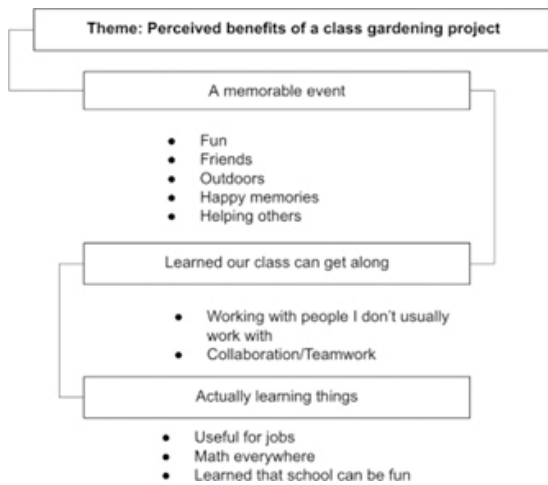 Theme: Perceived benefits of a class gardening project
A memorable event
● Fun
● Friends
● Outdoors
● Happy memories
● Helping others
Learned our class can get along
● Working with people I don't usually
work with
● Collaboration/Teamwork
Actually learning things
● Useful for jobs
● Math everywhere
● Learned that school can be fun